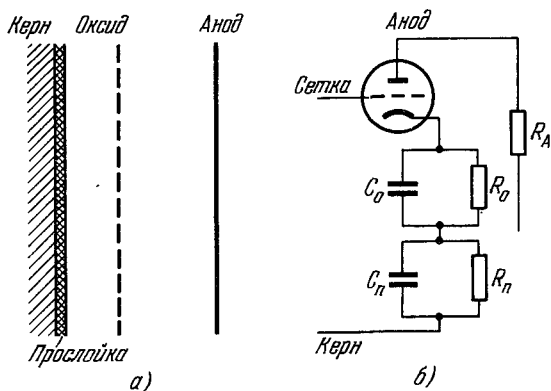 Керн Оксид Анод
Прослойка
а)
Анод
Сетка
R_A
C_o
R_o
C_п
R_п
Керн
б)